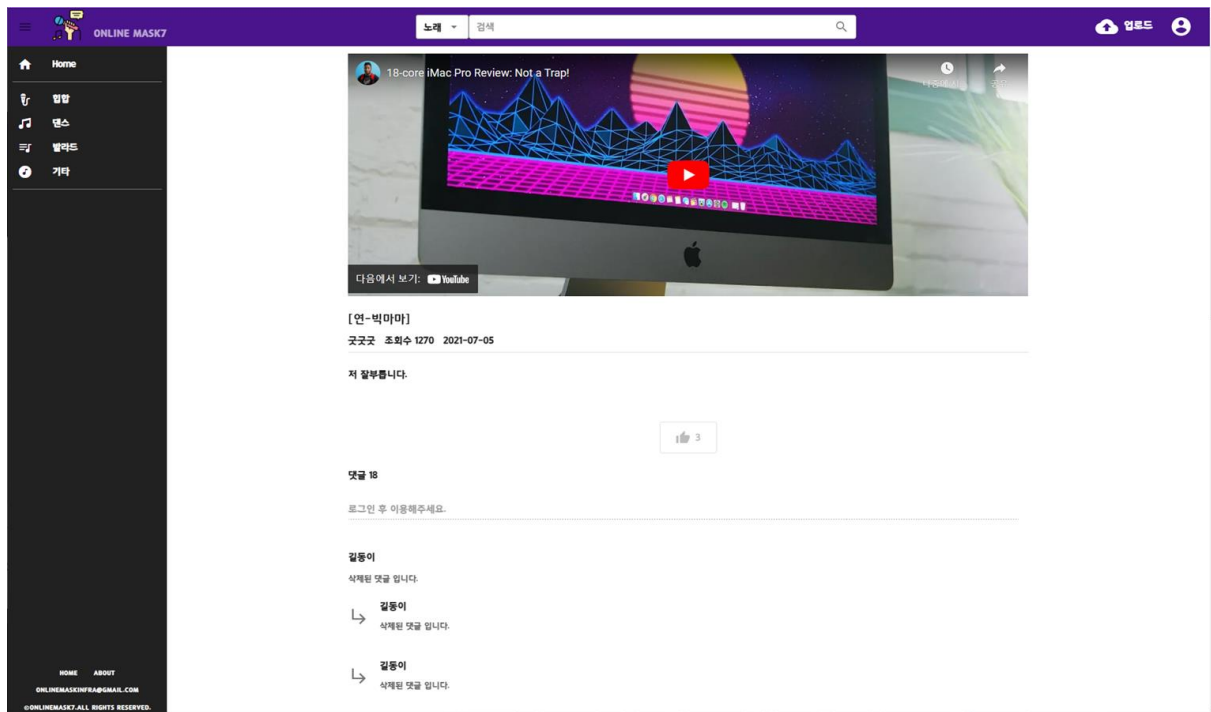 ONLINE MASK7
노래
검색
업로드
Home
힙합
댄스
발라드
기타
18-core iMac Pro Review: Not a Trap!
공유
다음에서 보기: YouTube
[연-빅마마]
굿굿굿 조회수 1270 2021-07-05
저 잘부릅니다.
3
댓글 18
로그인 후 이용해주세요.
길동이
삭제된 댓글 입니다.
길동이
삭제된 댓글 입니다.
길동이
삭제된 댓글 입니다.
HOME ABOUT
ONLINEMASKINFRA@GMAIL.COM
©ONLINEMASK7.ALL RIGHTS RESERVED.